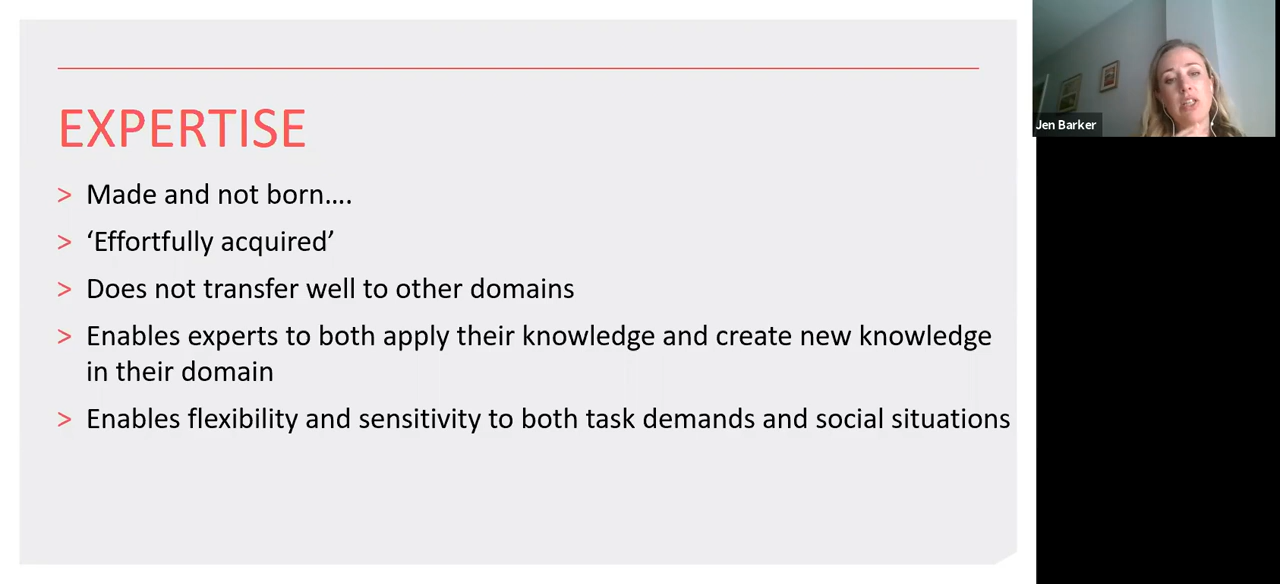 EXPERTISE
> Made and not born....
> ‘Effortfully acquired’
> Does not transfer well to other domains
> Enables experts to both apply their knowledge and create new knowledge
in their domain
> Enables flexibility and sensitivity to both task demands and social situations
Jen Barker